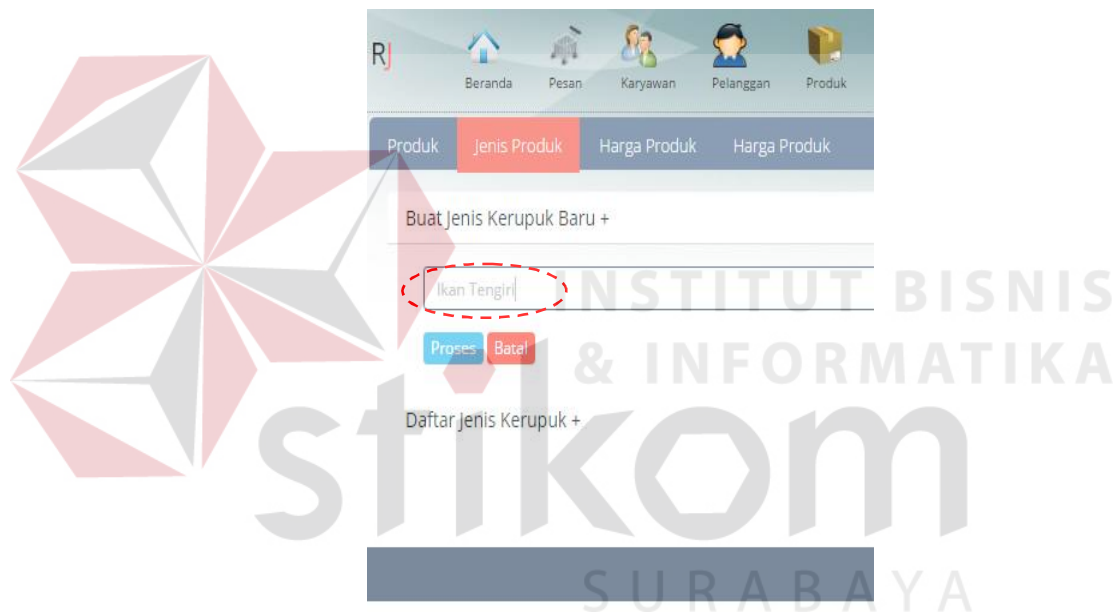 RJ
Beranda Pesan Karyawan Pelanggan Produk
Produk Jenis Produk Harga Produk Harga Produk
Buat Jenis Kerupuk Baru +
Ikan Tengiri
INSTITUT BISNIS
Proses Batal
& INFORMATIKA
Daftar Jenis Kerupuk +
stikom
SURABAYA